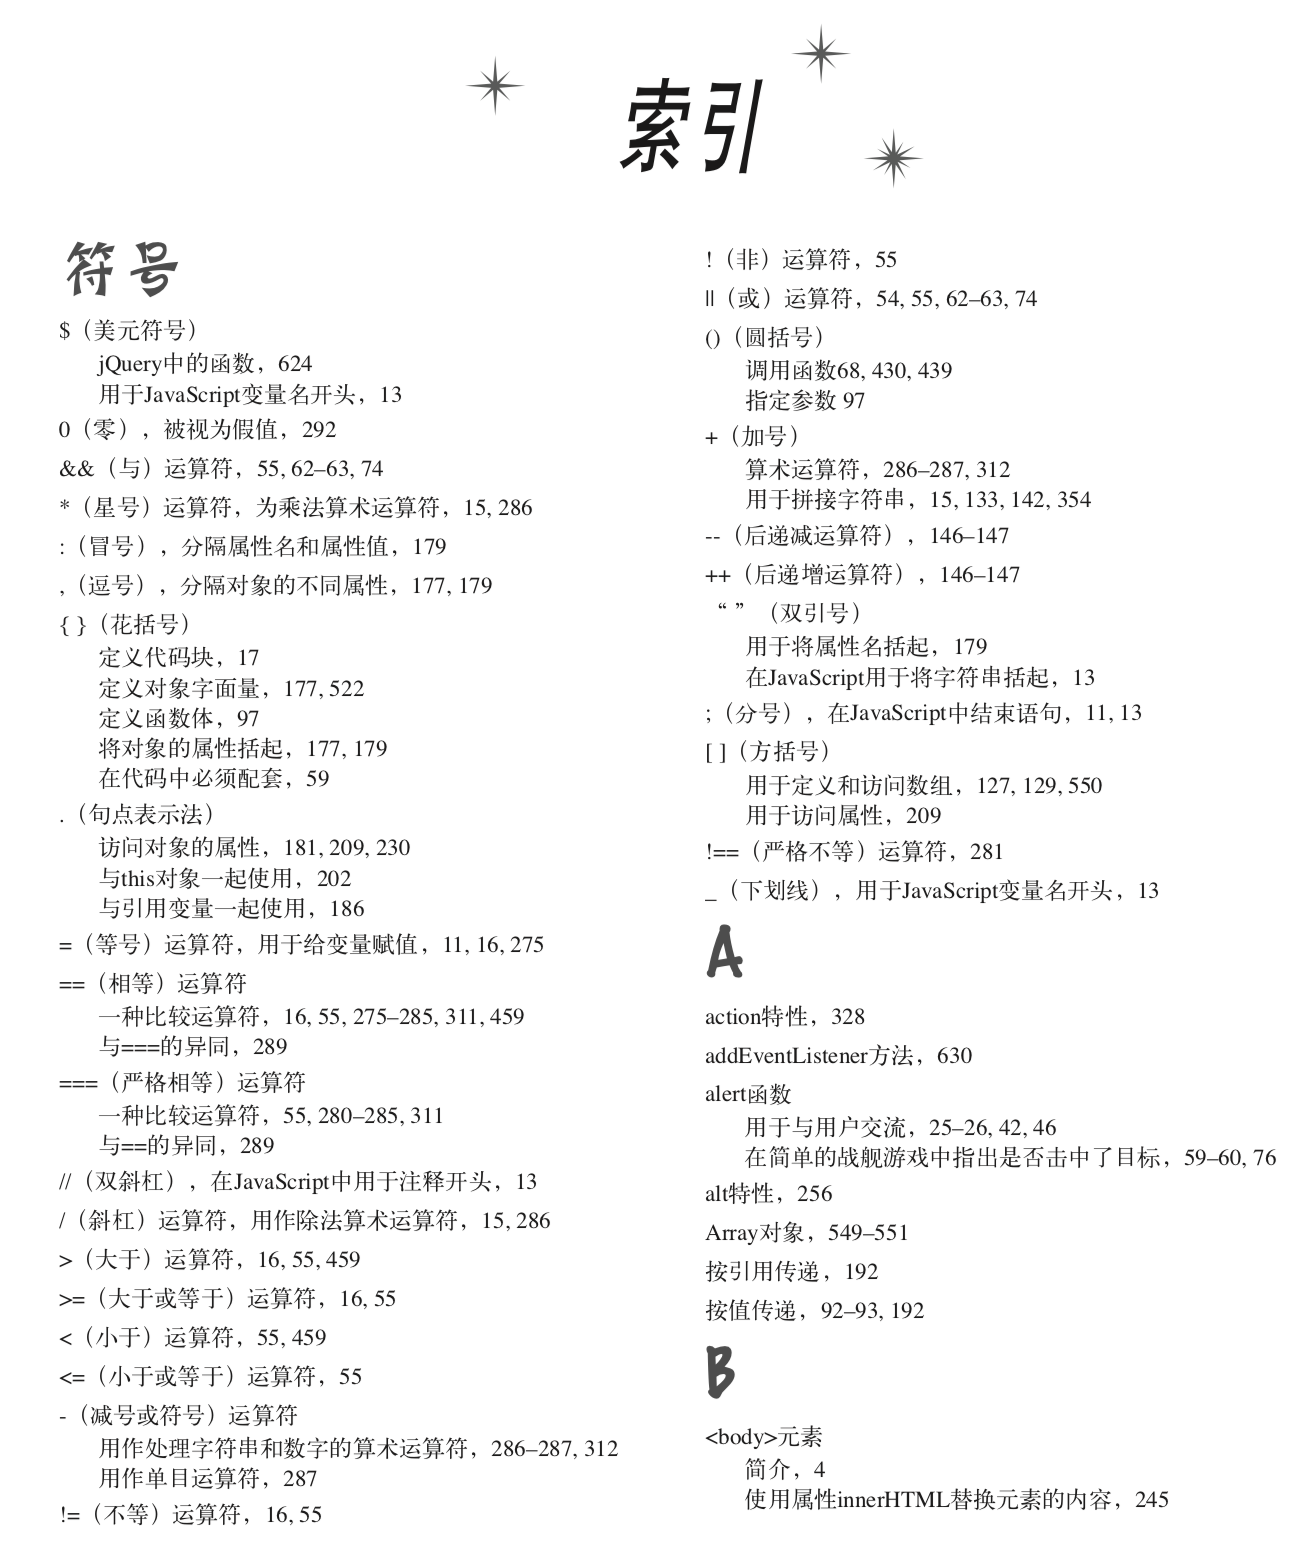 索引
符号
$（美元符号）
jQuery中的函数，624
用于JavaScript变量名开头，13
0（零），被视为假值，292
&&（与）运算符，55, 62–63, 74
*（星号）运算符，为乘法算术运算符，15, 286
:（冒号），分隔属性名和属性值，179
,（逗号），分隔对象的不同属性，177, 179
{ }（花括号）
定义代码块，17
定义对象字面量，177, 522
定义函数体，97
将对象的属性括起，177, 179
在代码中必须配套，59
.（句点表示法）
访问对象的属性，181, 209, 230
与this对象一起使用，202
与引用变量一起使用，186
=（等号）运算符，用于给变量赋值，11, 16, 275
==（相等）运算符
一种比较运算符，16, 55, 275–285, 311, 459
与===的异同，289
===（严格相等）运算符
一种比较运算符，55, 280–285, 311
与==的异同，289
//（双斜杠），在JavaScript中用于注释开头，13
/（斜杠）运算符，用作除法算术运算符，15, 286
>（大于）运算符，16, 55, 459
>=（大于或等于）运算符，16, 55
<（小于）运算符，55, 459
<=（小于或等于）运算符，55
-（减号或符号）运算符
用作处理字符串和数字的算术运算符，286–287, 312
用作单目运算符，287
!=（不等）运算符，16, 55
!（非）运算符，55
||（或）运算符，54, 55, 62–63, 74
()（圆括号）
调用函数68, 430, 439
指定参数 97
+（加号）
算术运算符，286–287, 312
用于拼接字符串，15, 133, 142, 354
--（后递减运算符），146–147
++（后递增运算符），146–147
“ ”（双引号）
用于将属性名括起，179
在JavaScript用于将字符串括起，13
;（分号），在JavaScript中结束语句，11, 13
[ ]（方括号）
用于定义和访问数组，127, 129, 550
用于访问属性，209
!==（严格不等）运算符，281
_（下划线），用于JavaScript变量名开头，13
A
action特性，328
addEventListener方法，630
alert函数
用于与用户交流，25–26, 42, 46
在简单的战舰游戏中指出是否击中了目标，59–60, 76
alt特性，256
Array对象，549–551
按引用传递，192
按值传递，92–93, 192
B
<body>元素
简介，4
使用属性innerHTML替换元素的内容，245